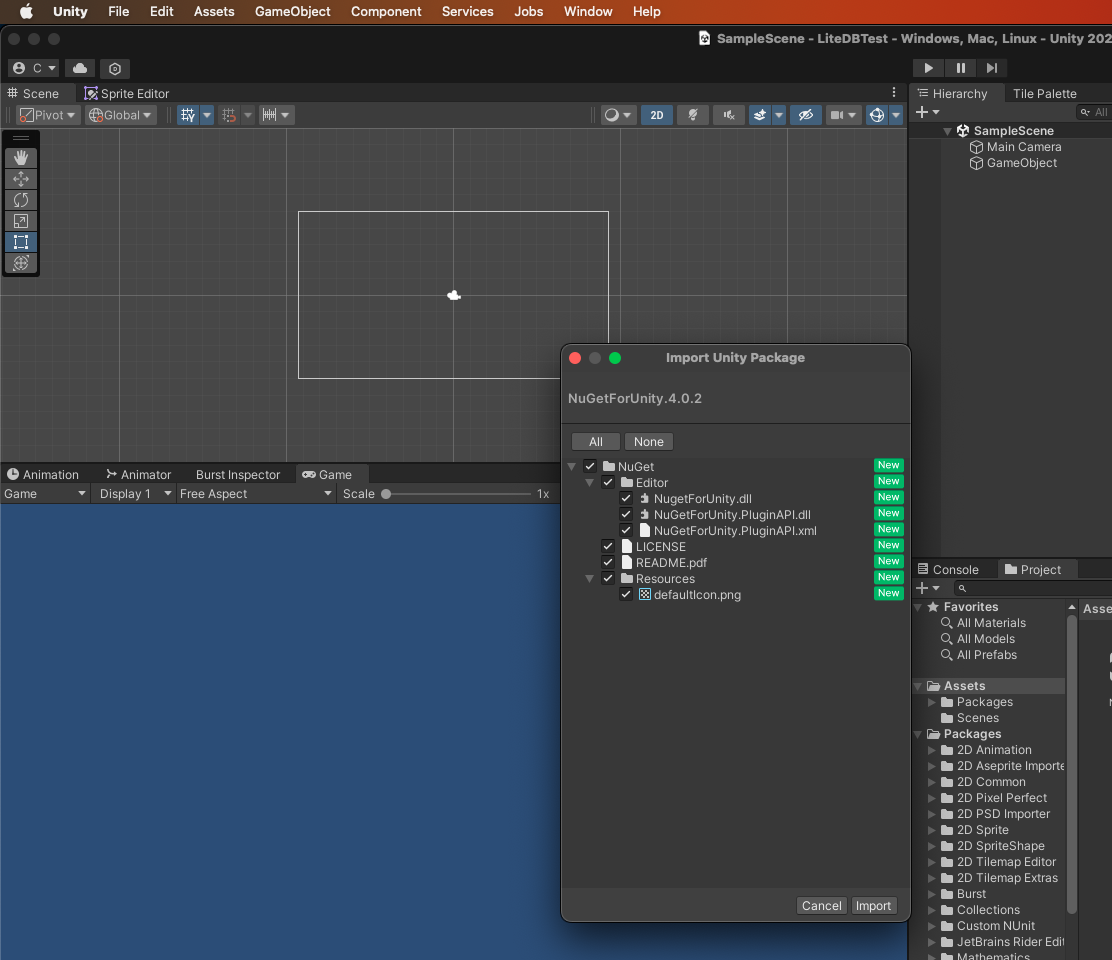 Unity File Edit Assets GameObject Component Services Jobs Window Help
SampleScene - LiteDBTest - Windows, Mac, Linux - Unity 202
C
Scene Sprite Editor
Pivot Global 2D
Hierarchy Tile Palette
All
SampleScene
Main Camera
GameObject
Animation Animator Burst Inspector Game
Game Display 1 Free Aspect Scale 1x
Import Unity Package
NuGetForUnity.4.0.2
All None
NuGet New
Editor New
NugetForUnity.dll New
NuGetForUnity.PluginAPI.dll New
NuGetForUnity.PluginAPI.xml New
LICENSE New
README.pdf New
Resources New
defaultIcon.png New
Cancel Import
Console Project
Favorites
All Materials
All Models
All Prefabs
Asse
Assets
Packages
Scenes
Packages
2D Animation
2D Aseprite Importe
2D Common
2D Pixel Perfect
2D PSD Importer
2D Sprite
2D SpriteShape
2D Tilemap Editor
2D Tilemap Extras
Burst
Collections
Custom NUnit
JetBrains Rider Edit
Mathematics